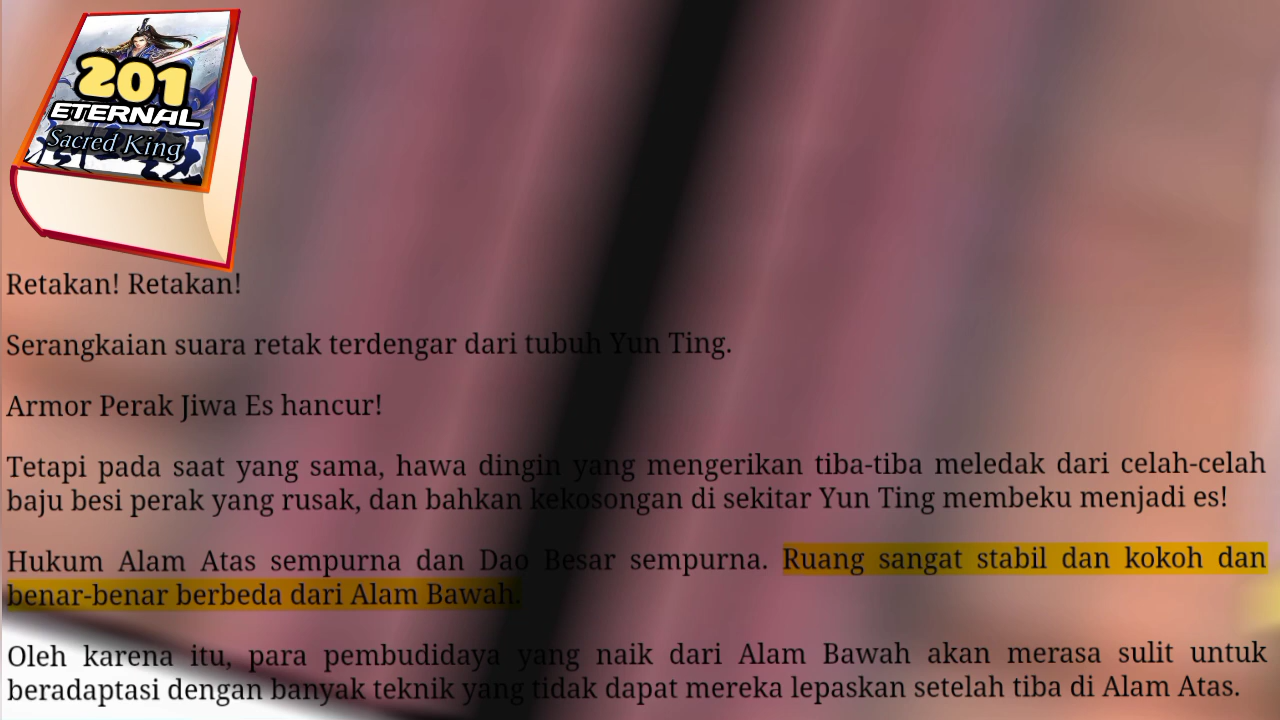 201
ETERNAL
Sacred King
Retakan! Retakan!
Serangkaian suara retak terdengar dari tubuh Yun Ting.
Armor Perak Jiwa Es hancur!
Tetapi pada saat yang sama, hawa dingin yang mengerikan tiba-tiba meledak dari celah-celah
baju besi perak yang rusak, dan bahkan kekosongan di sekitar Yun Ting membeku menjadi es!
Hukum Alam Atas sempurna dan Dao Besar sempurna. Ruang sangat stabil dan kokoh dan
benar-benar berbeda dari Alam Bawah.
Oleh karena itu, para pembudidaya yang naik dari Alam Bawah akan merasa sulit untuk
beradaptasi dengan banyak teknik yang tidak dapat mereka lepaskan setelah tiba di Alam Atas.